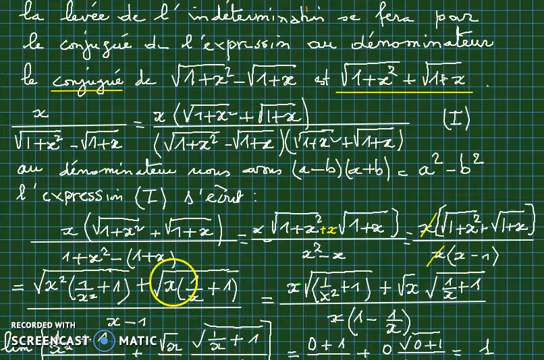 la levée de l'indétermination se fera par
le conjugué de l'expression au dénominateur
le conjugué de √(1+x²) - √(1+x) est √(1+x²) + √(1+x) .
x / (√(1+x²) - √(1+x)) = x(√(1+x²) + √(1+x)) / ((√(1+x²) - √(1+x))(√(1+x²) + √(1+x))) (I)
au dénominateur nous avons (a-b)(a+b) = a² - b²
l'expression (I) s'écrit :
x(√(1+x²) + √(1+x)) / (1+x² - (1+x)) = x√(1+x²) + x√(1+x)] / (x² - x) = x[√(1+x²) + √(1+x)] / (x(x-1))
= (√(x²(1/x² + 1)) + √(x(1/x + 1))) / (x-1) = (x√(1/x² + 1) + √x √(1/x + 1)) / (x(1 - 1/x))
lim √x √(1/x + 1) = 0+1 + 0√(0+1) = 1
SCREENCAST MATIC